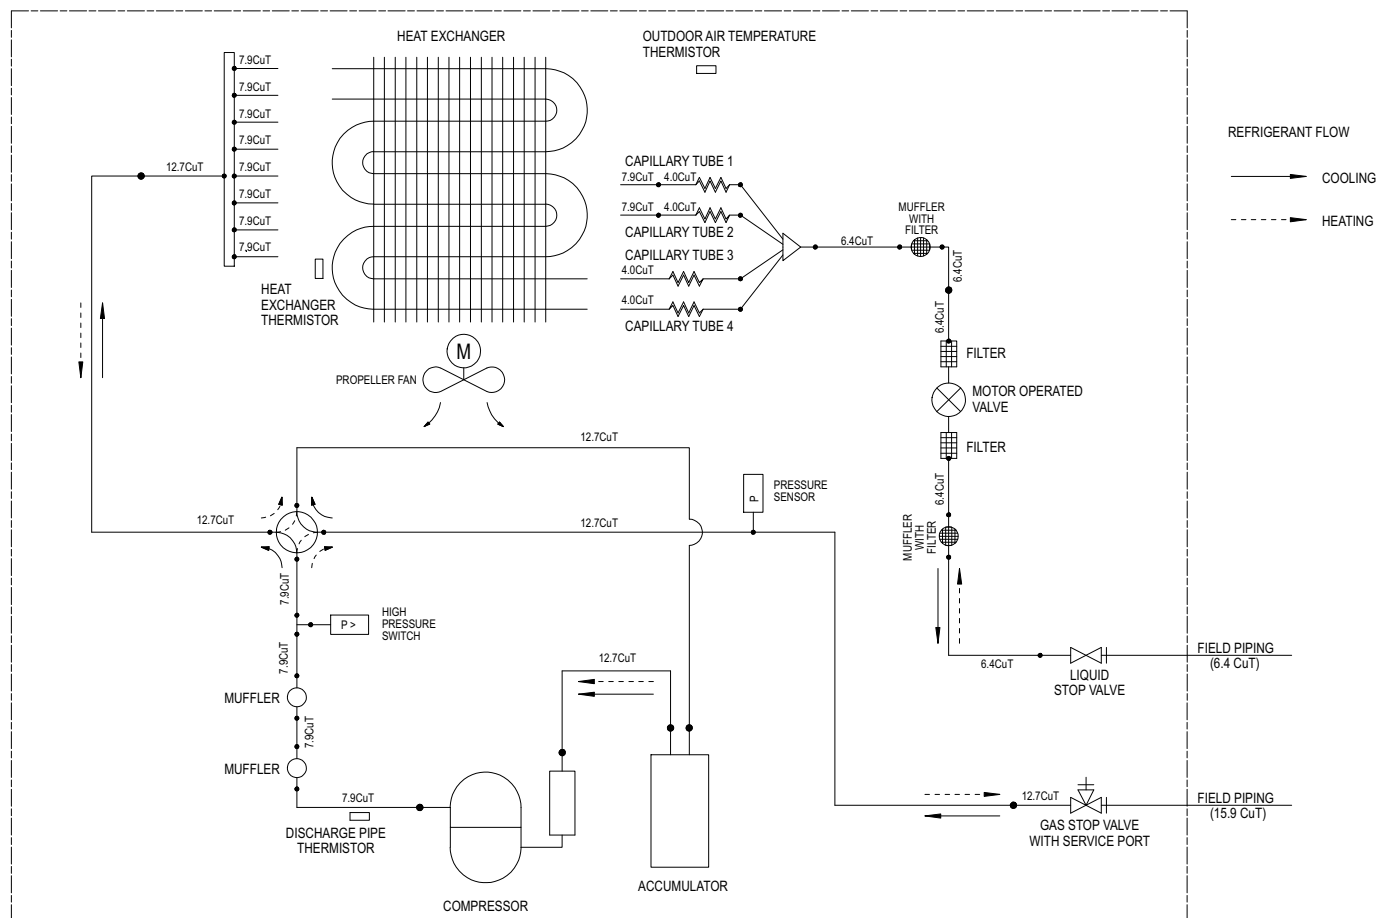 HEAT EXCHANGER
OUTDOOR AIR TEMPERATURE
THERMISTOR
7.9CuT
7.9CuT
7.9CuT
7.9CuT
7.9CuT
7.9CuT
7.9CuT
7.9CuT
12.7CuT
REFRIGERANT FLOW
COOLING
HEATING
CAPILLARY TUBE 1
7.9CuT 4.0CuT
7.9CuT 4.0CuT
CAPILLARY TUBE 2
CAPILLARY TUBE 3
4.0CuT
4.0CuT
CAPILLARY TUBE 4
MUFFLER
WITH
FILTER
6.4CuT
6.4CuT
6.4CuT
HEAT
EXCHANGER
THERMISTOR
M
PROPELLER FAN
FILTER
MOTOR OPERATED
VALVE
FILTER
6.4CuT
12.7CuT
PRESSURE
SENSOR
P
12.7CuT
12.7CuT
MUFFLER
WITH
FILTER
7.9CuT
P >
HIGH
PRESSURE
SWITCH
7.9CuT
MUFFLER
7.9CuT
MUFFLER
7.9CuT
DISCHARGE PIPE
THERMISTOR
12.7CuT
COMPRESSOR
ACCUMULATOR
6.4CuT
LIQUID
STOP VALVE
FIELD PIPING
(6.4 CuT)
12.7CuT
GAS STOP VALVE
WITH SERVICE PORT
FIELD PIPING
(15.9 CuT)